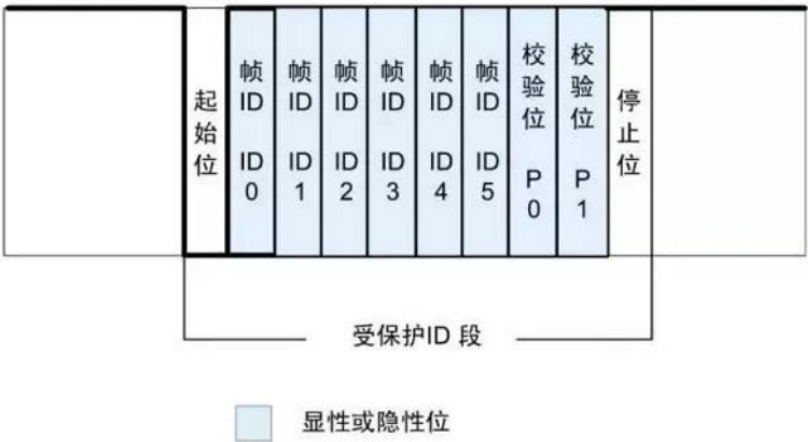 起始位
帧ID ID0
帧ID ID1
帧ID ID2
帧ID ID3
帧ID ID4
帧ID ID5
校验位 P0
校验位 P1
停止位
受保护ID 段
显性或隐性位